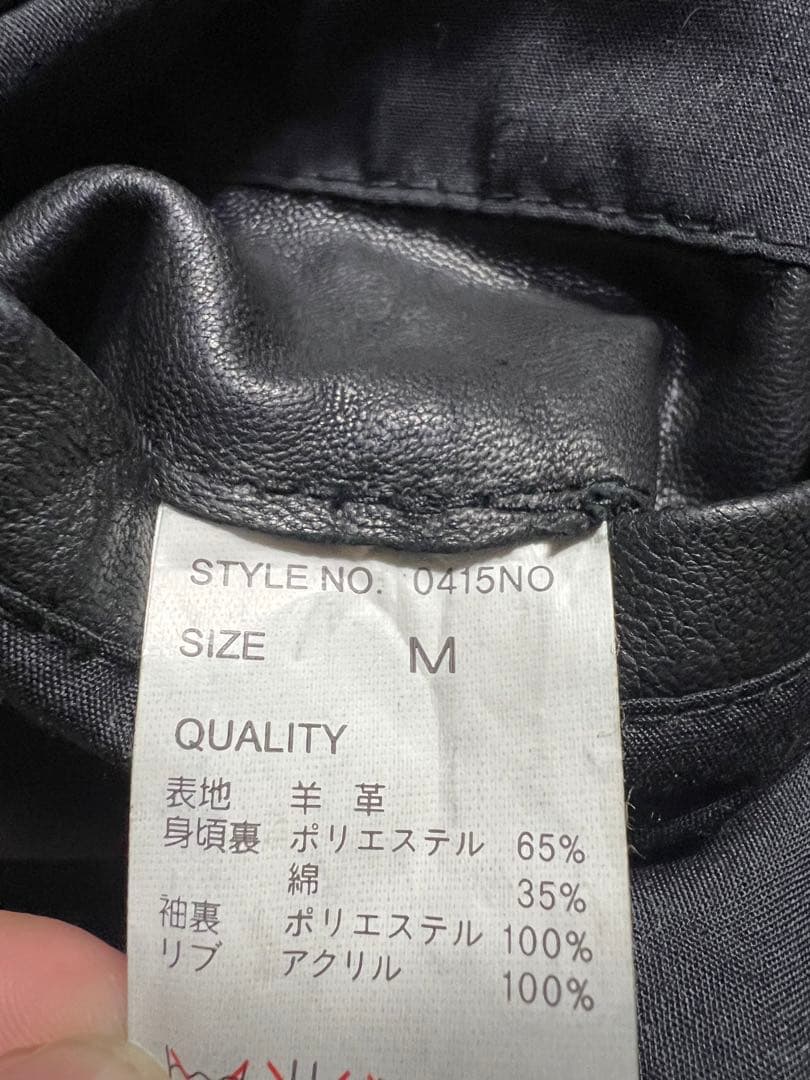 STYLE NO. 0415NO
SIZE M
QUALITY
表地 羊 革
身頃裏 ポリエステル 65%
綿 35%
袖裏 ポリエステル 100%
リブ アクリル 100%